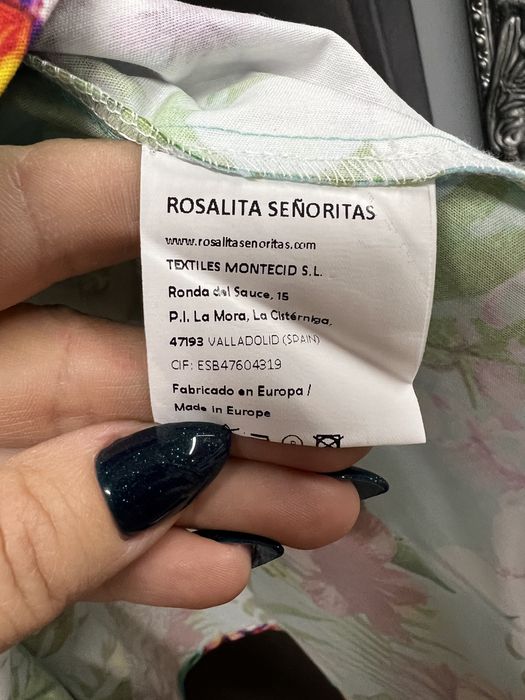 ROSALITA SEÑORITAS
www.rosalitasenoritas.com
TEXTILES MONTECID S.L.
Ronda del Sauce, 15
P.I. La Mora, La Cistérniga,
47193 VALLADOLID (SPAIN)
CIF: ESB47604319
Fabricado en Europa /
Made in Europe